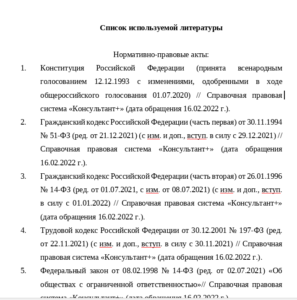 Список используемой литературы
Нормативно-правовые акты:
1. Конституция Российской Федерации (принята всенародным
голосованием 12.12.1993 с изменениями, одобренными в ходе
общероссийского голосования 01.07.2020) // Справочная правовая
система «Консультант+» (дата обращения 16.02.2022 г.).
2. Гражданский кодекс Российской Федерации (часть первая) от 30.11.1994
№ 51-ФЗ (ред. от 21.12.2021) (с изм. и доп., вступ. в силу с 29.12.2021) //
Справочная правовая система «Консультант+» (дата обращения
16.02.2022 г.).
3. Гражданский кодекс Российской Федерации (часть вторая) от 26.01.1996
№ 14-ФЗ (ред. от 01.07.2021, с изм. от 08.07.2021) (с изм. и доп., вступ.
в силу с 01.01.2022) // Справочная правовая система «Консультант+»
(дата обращения 16.02.2022 г.).
4. Трудовой кодекс Российской Федерации от 30.12.2001 № 197-ФЗ (ред.
от 22.11.2021) (с изм. и доп., вступ. в силу с 30.11.2021) // Справочная
правовая система «Консультант+» (дата обращения 16.02.2022 г.).
5. Федеральный закон от 08.02.1998 № 14-ФЗ (ред. от 02.07.2021) «Об
обществах с ограниченной ответственностью»// Справочная правовая
система «Консультант+» (дата обращения 16.02.2022 г.).